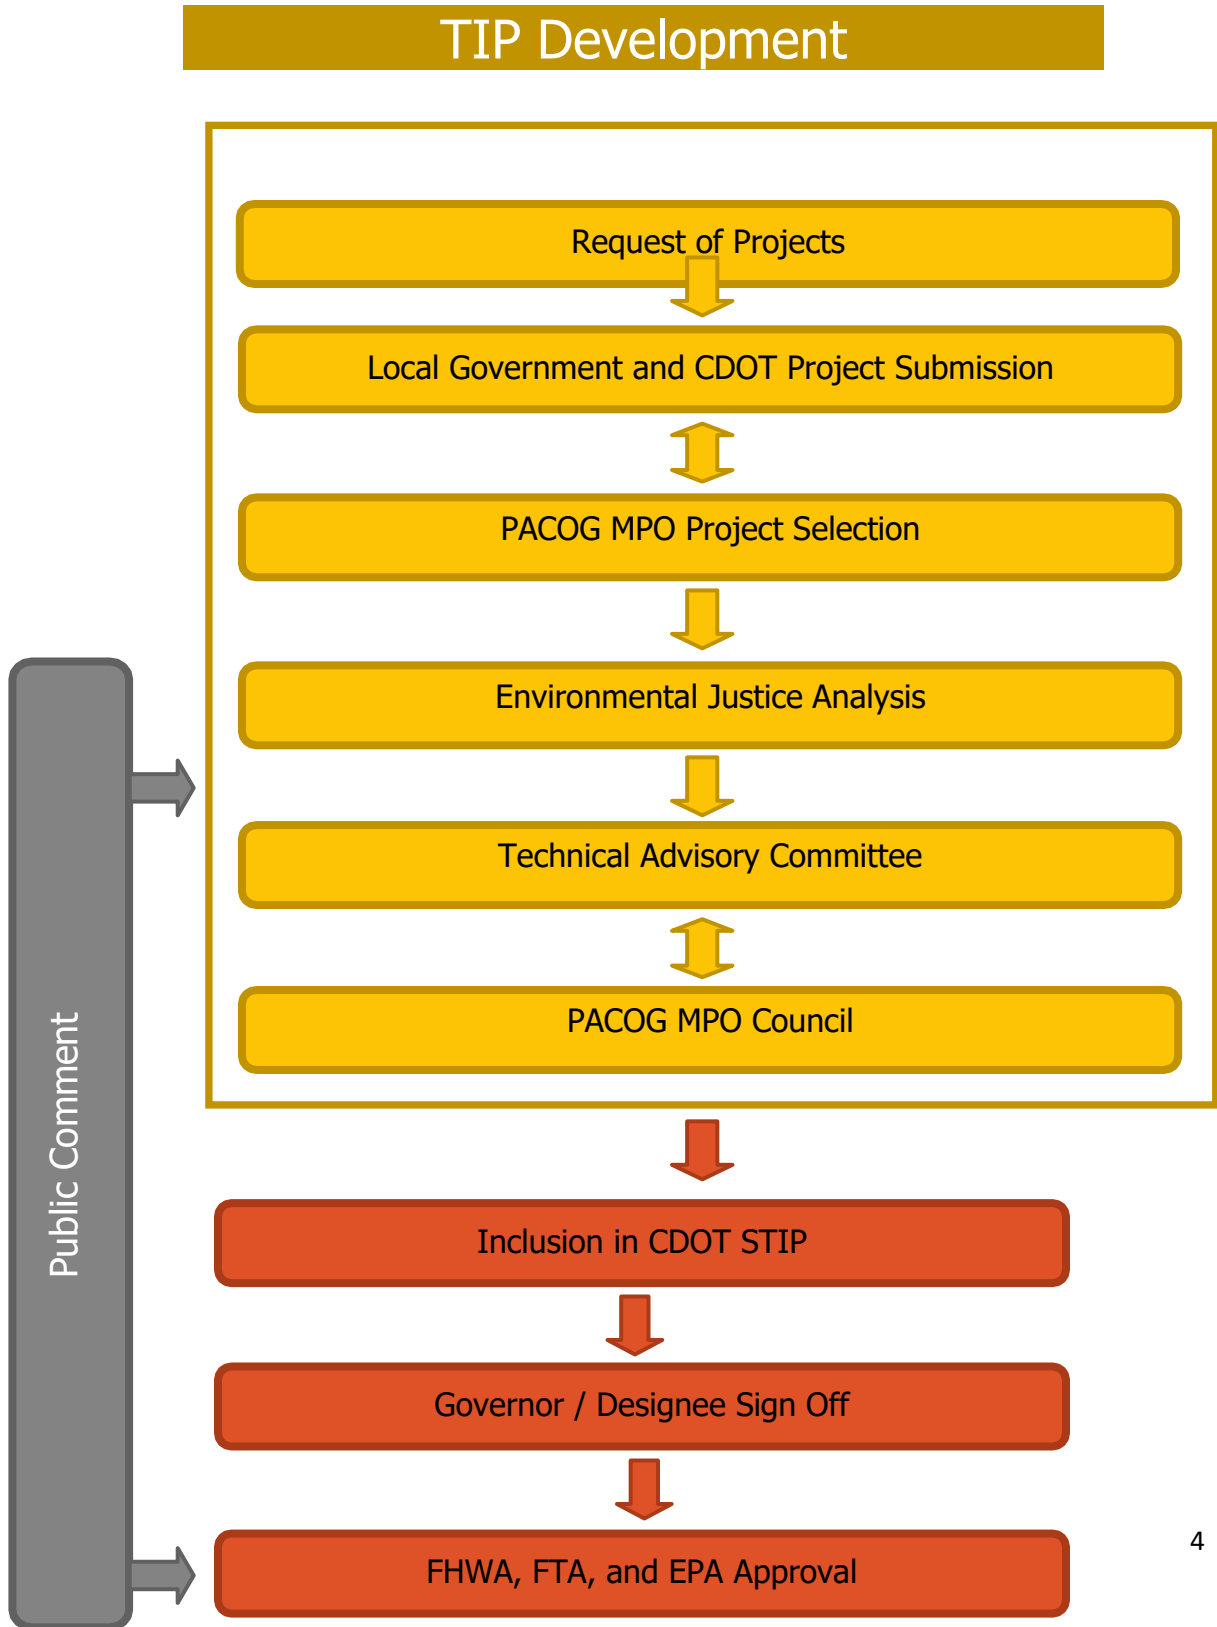 TIP Development
Request of Projects
Local Government and CDOT Project Submission
PACOG MPO Project Selection
Environmental Justice Analysis
Technical Advisory Committee
PACOG MPO Council
Public Comment
Inclusion in CDOT STIP
Governor / Designee Sign Off
FHWA, FTA, and EPA Approval
4